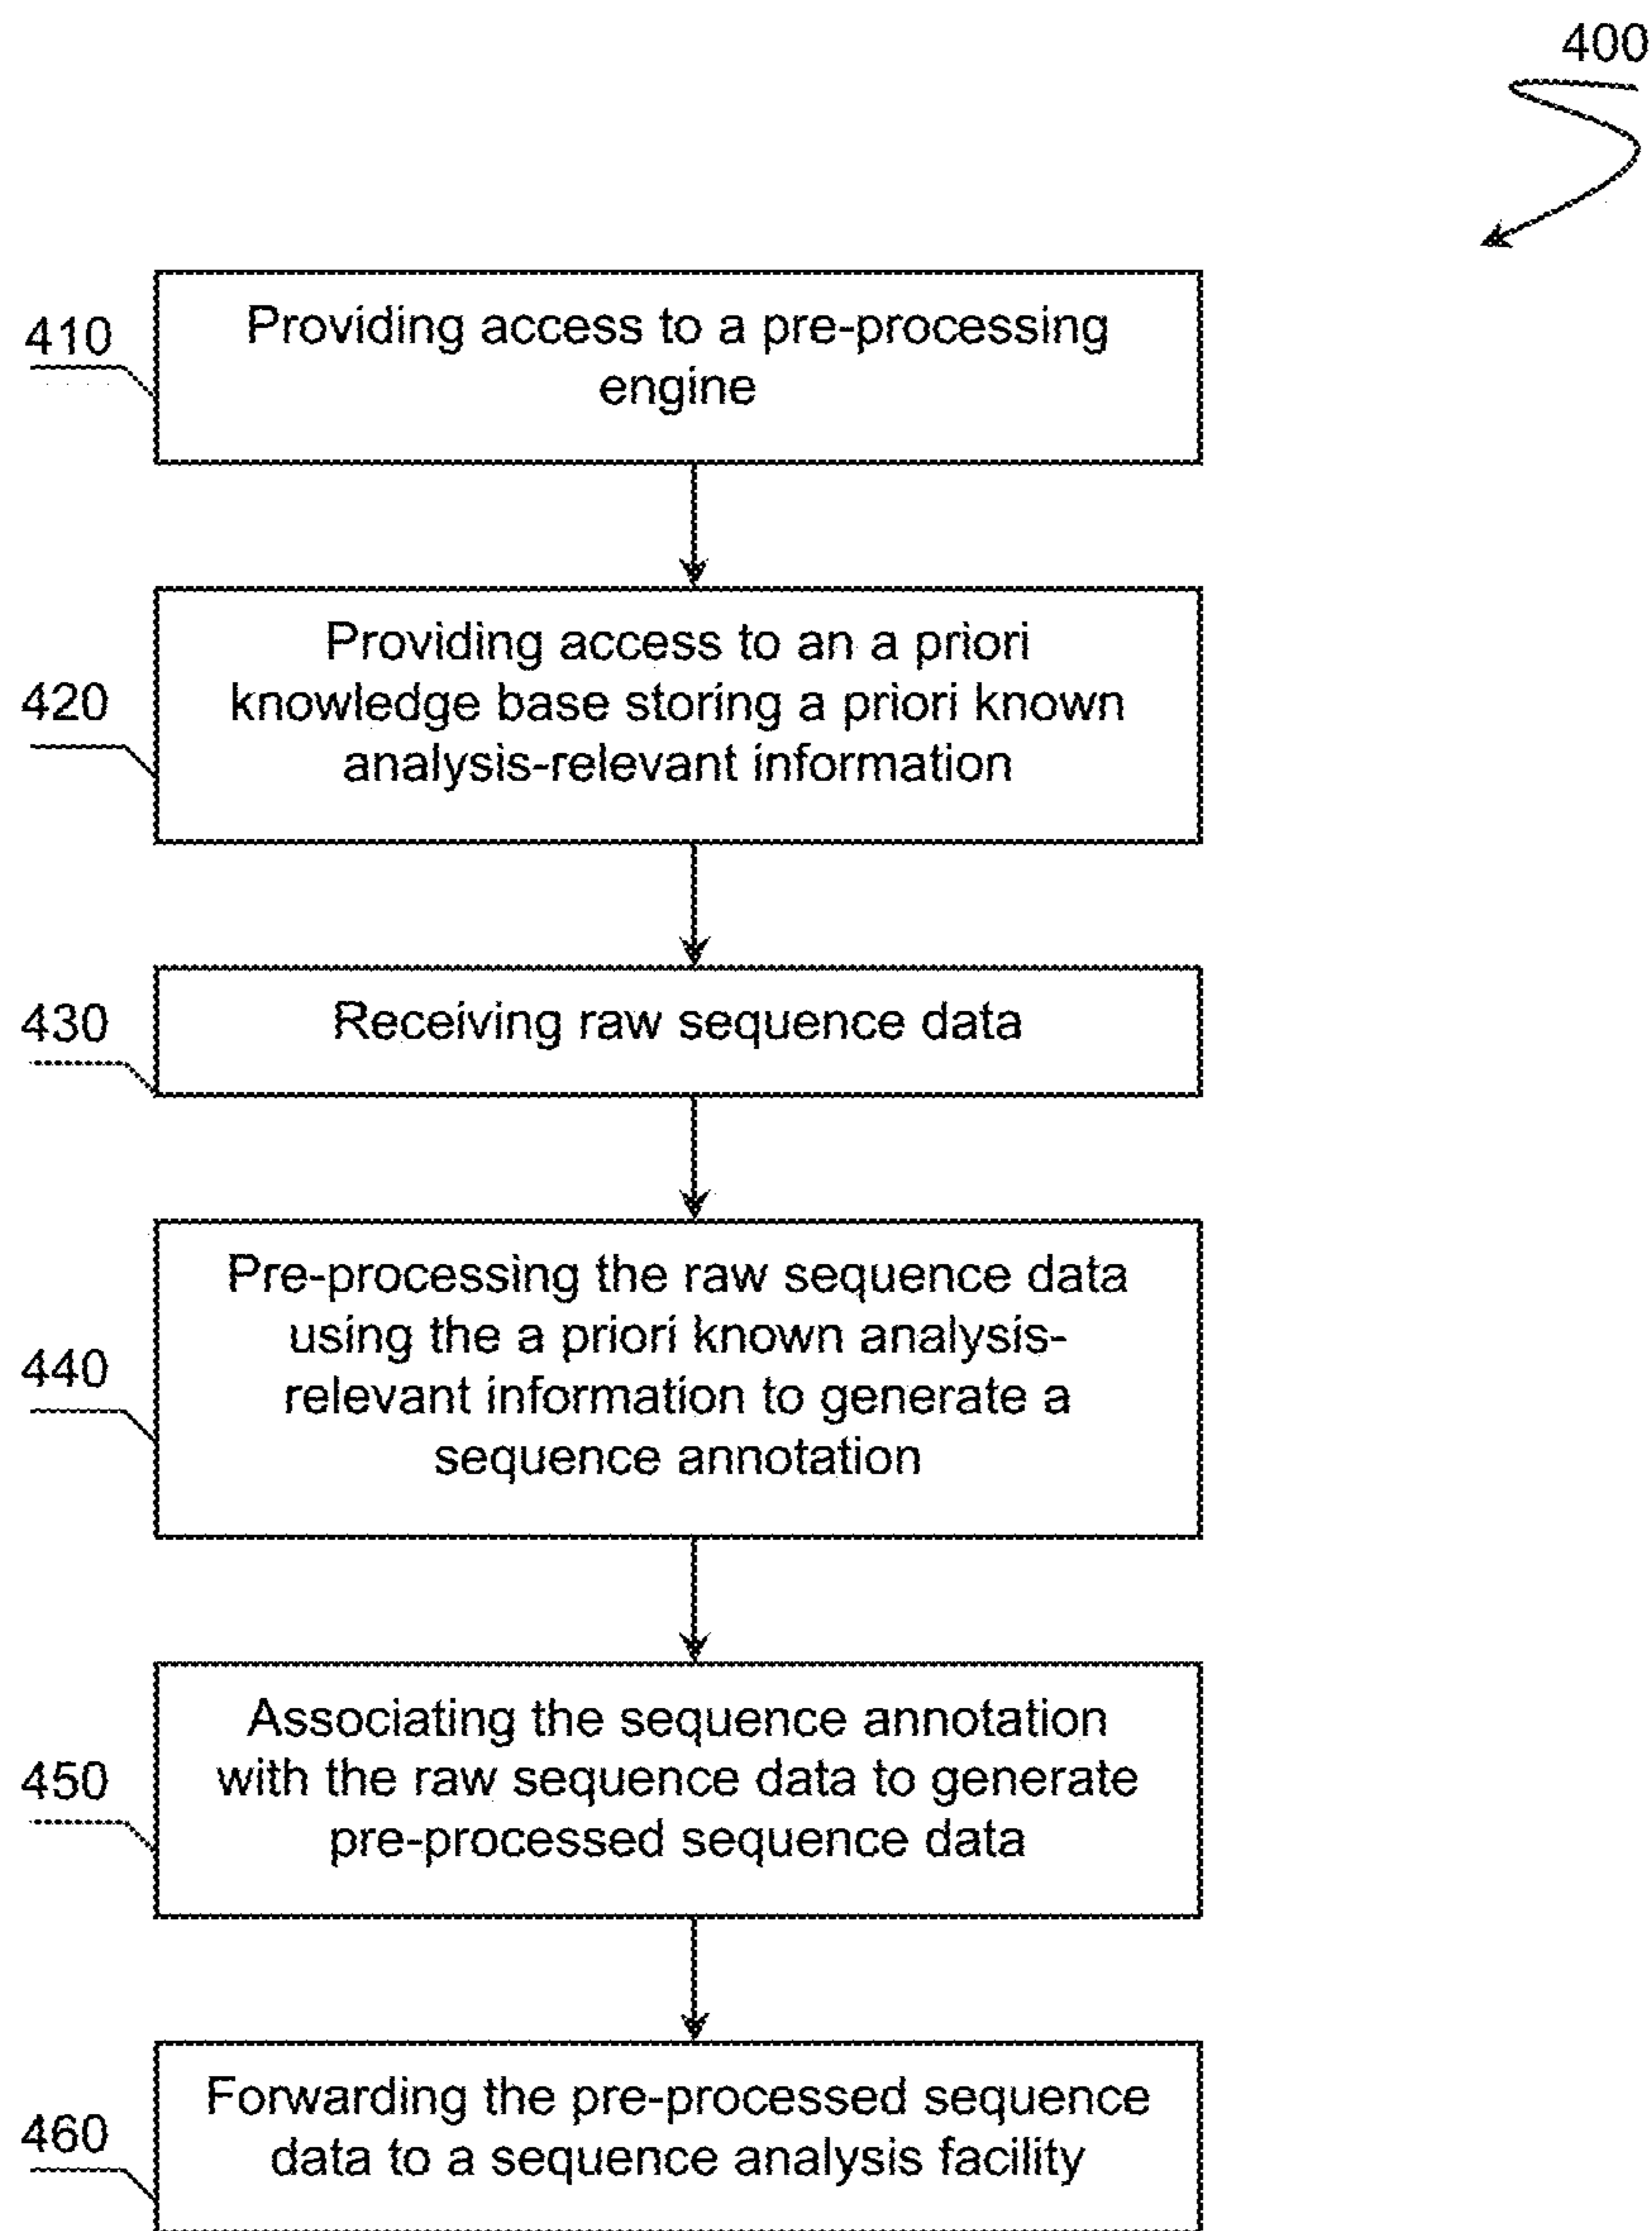 400
410
Providing access to a pre-processing
engine
420
Providing access to an a priori
knowledge base storing a priori known
analysis-relevant information
430
Receiving raw sequence data
440
Pre-processing the raw sequence data
using the a priori known analysis-
relevant information to generate a
sequence annotation
450
Associating the sequence annotation
with the raw sequence data to generate
pre-processed sequence data
460
Forwarding the pre-processed sequence
data to a sequence analysis facility